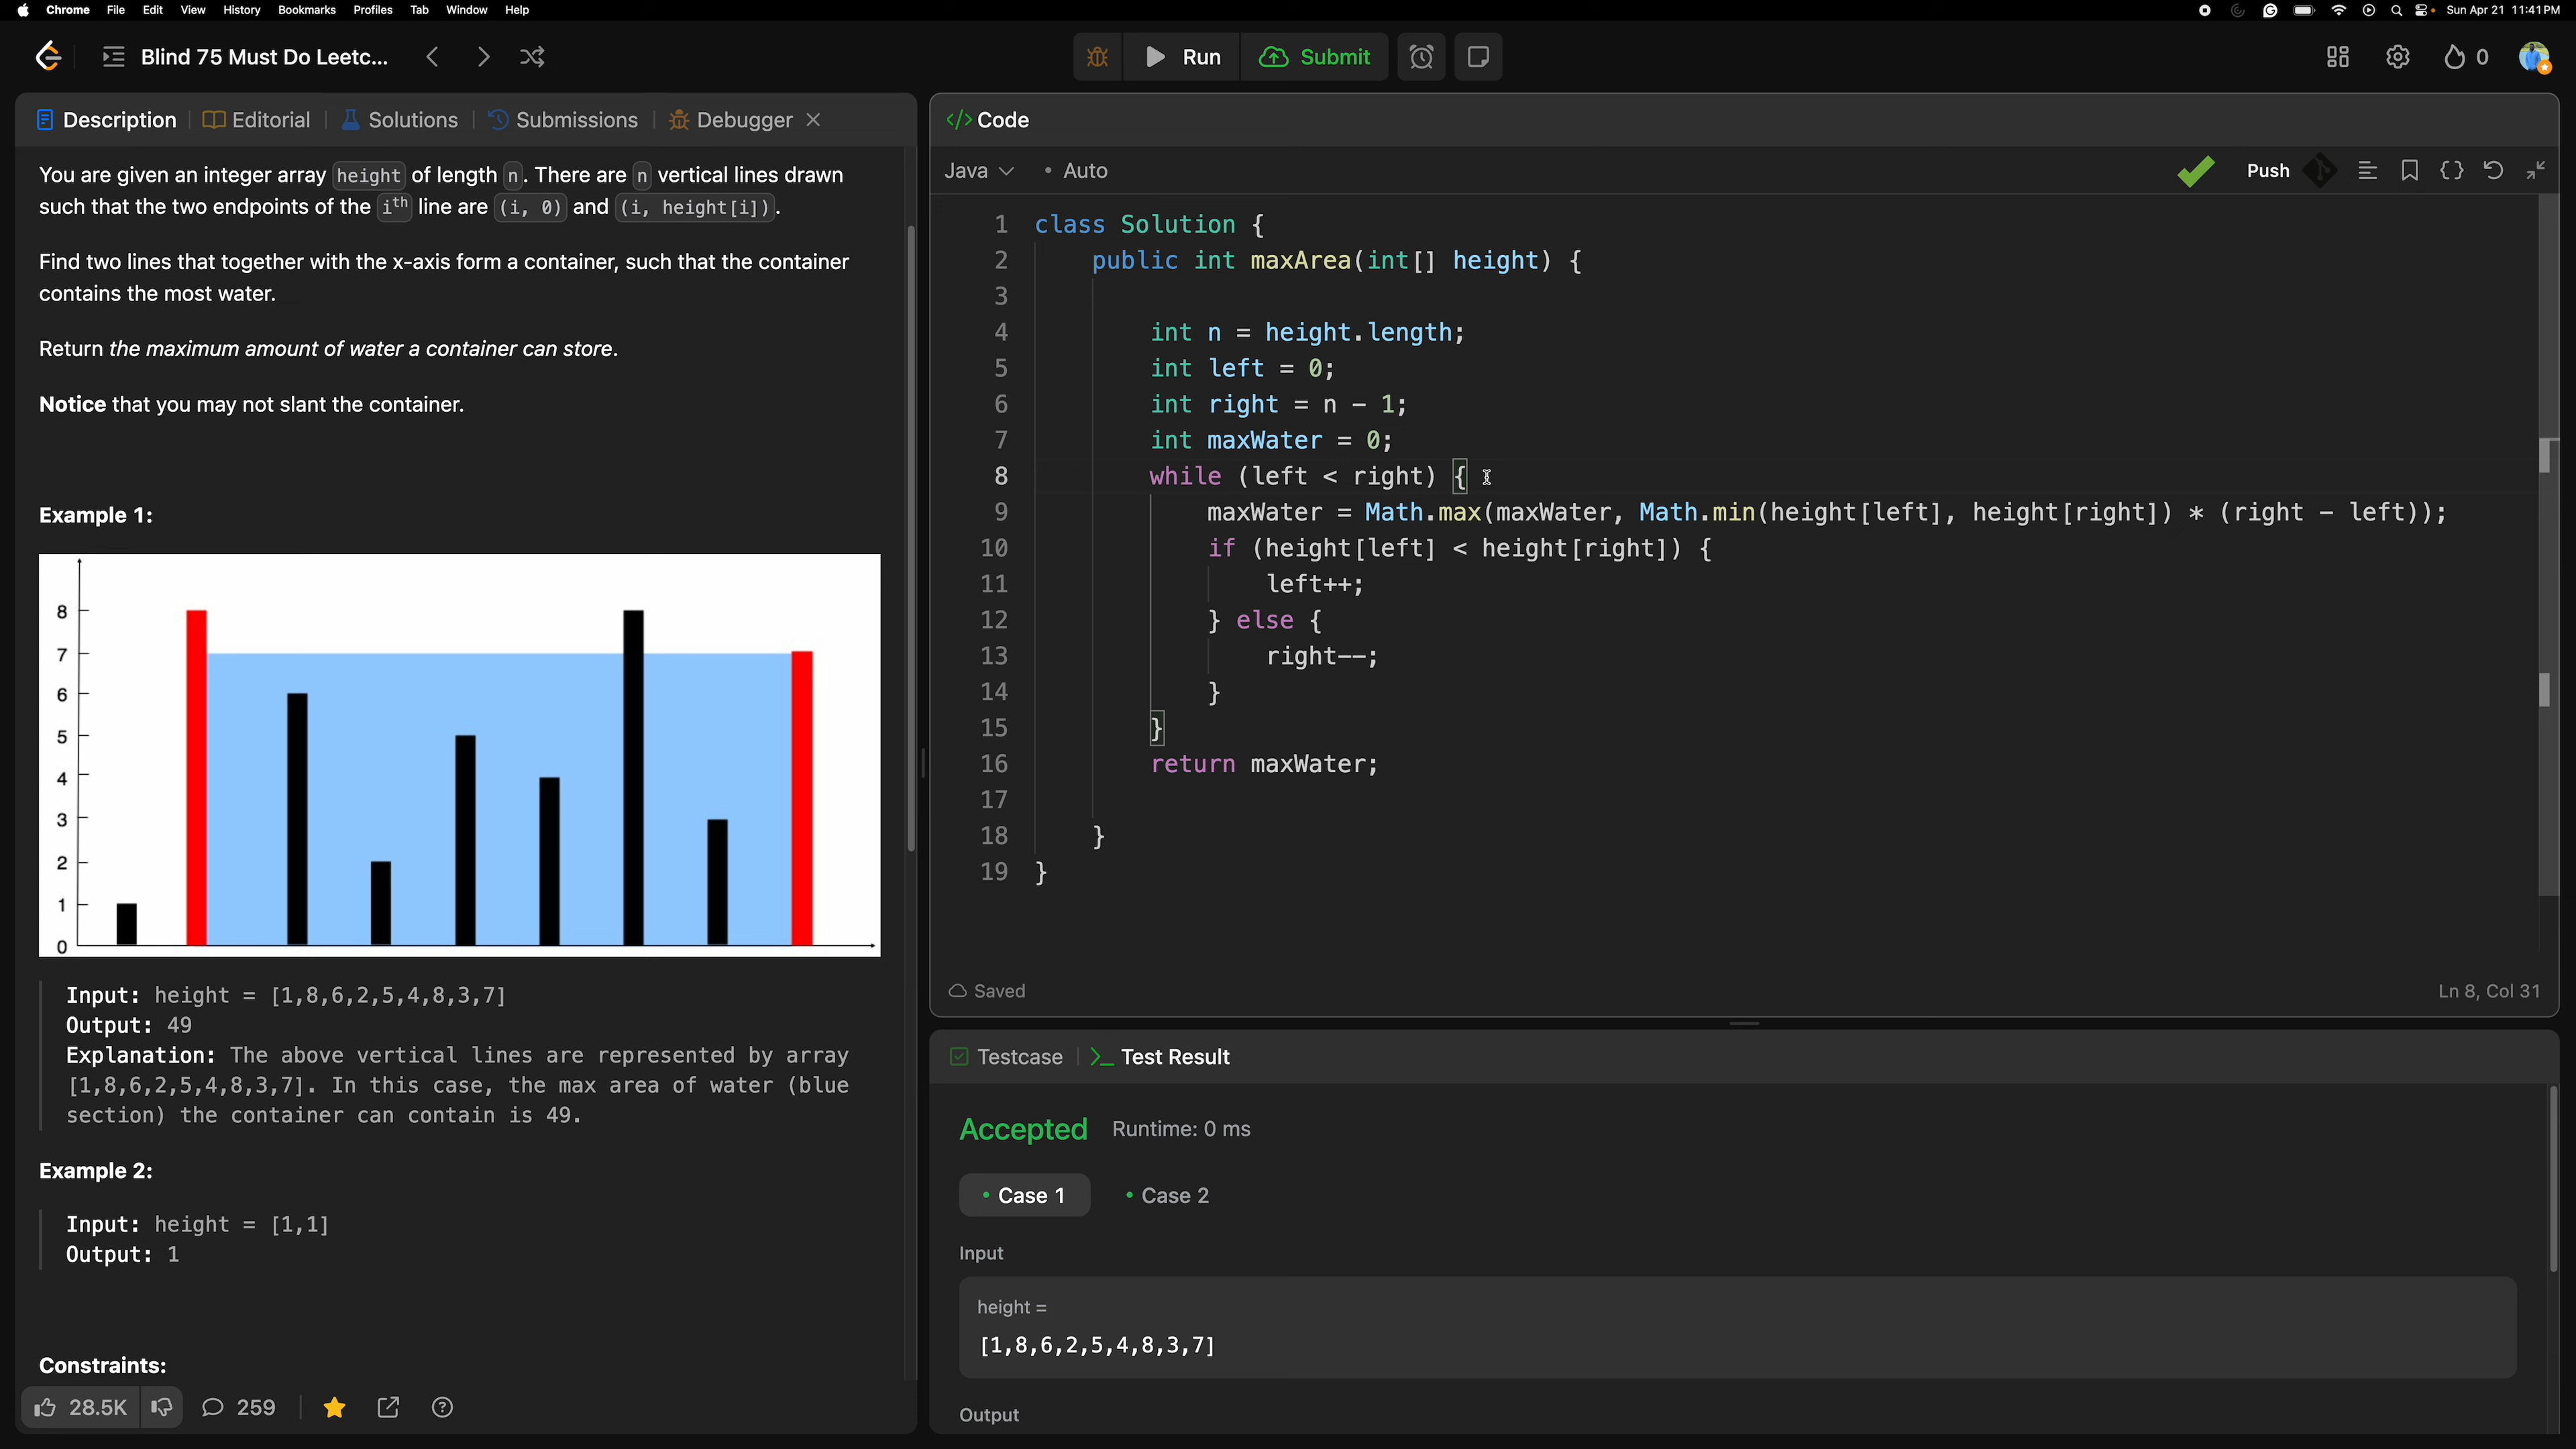 Chrome File Edit View History Bookmarks Profiles Tab Window Help Sun Apr 21 11:41 PM
Blind 75 Must Do Leetc... Run Submit 0
Description Editorial Solutions Submissions Debugger
You are given an integer array height of length n. There are n vertical lines drawn
such that the two endpoints of the ith line are (i, 0) and (i, height[i]).
Find two lines that together with the x-axis form a container, such that the container
contains the most water.
Return the maximum amount of water a container can store.
Notice that you may not slant the container.
Example 1:
8
7
6
5
4
3
2
1
0
Input: height = [1,8,6,2,5,4,8,3,7]
Output: 49
Explanation: The above vertical lines are represented by array
[1,8,6,2,5,4,8,3,7]. In this case, the max area of water (blue
section) the container can contain is 49.
Example 2:
Input: height = [1,1]
Output: 1
Constraints:
28.5K 259
</> Code
Java • Auto Push
1 class Solution {
2 public int maxArea(int[] height) {
3
4 int n = height.length;
5 int left = 0;
6 int right = n - 1;
7 int maxWater = 0;
8 while (left < right) {
9 maxWater = Math.max(maxWater, Math.min(height[left], height[right]) * (right - left));
10 if (height[left] < height[right]) {
11 left++;
12 } else {
13 right--;
14 }
15 }
16 return maxWater;
17
18 }
19 }
Saved Ln 8, Col 31
Testcase >_ Test Result
Accepted Runtime: 0 ms
• Case 1 • Case 2
Input
height =
[1,8,6,2,5,4,8,3,7]
Output